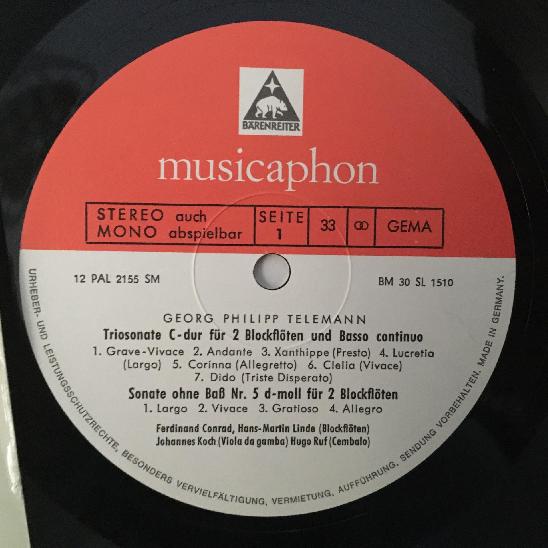 BÄRENREITER
musicaphon
STEREO auch
MONO abspielbar
SEITE
1
33
GEMA
12 PAL 2155 SM
BM 30 SL 1510
GEORG PHILIPP TELEMANN
Triosonate C-dur für 2 Blockflöten und Basso continuo
1. Grave-Vivace 2. Andante 3. Xanthippe (Presto) 4. Lucretia
(Largo) 5. Corinna (Allegretto) 6. Clelia (Vivace)
7. Dido (Triste Disperato)
Sonate ohne Baß Nr. 5 d-moll für 2 Blockflöten
1. Largo 2. Vivace 3. Gratioso 4. Allegro
Ferdinand Conrad, Hans-Martin Linde (Blockflöten)
Johannes Koch (Viola da gamba) Hugo Ruf (Cembalo)
URHEBER- UND LEISTUNGSSCHUTZRECHTE, BESONDERS VERVIELFÄLTIGUNG, VERMIETUNG, AUFFÜHRUNG, SENDUNG VORBEHALTEN. MADE IN GERMANY.